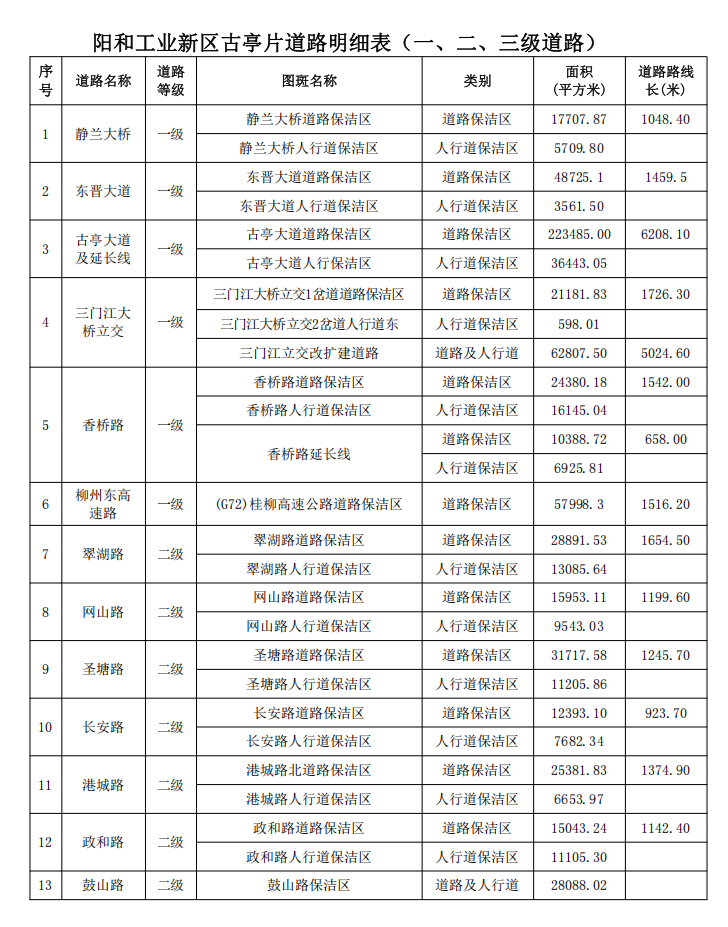 阳和工业新区古亭片道路明细表（一、二、三级道路）
序号 道路名称 道路等级 图斑名称 类别 面积(平方米) 道路路线长(米)
1 静兰大桥 一级 静兰大桥道路保洁区 道路保洁区 17707.87 1048.40
静兰大桥人行道保洁区 人行道保洁区 5709.80
2 东晋大道 一级 东晋大道道路保洁区 道路保洁区 48725.1 1459.5
东晋大道人行道保洁区 人行道保洁区 3561.50
3 古亭大道及延长线 一级 古亭大道道路保洁区 道路保洁区 223485.00 6208.10
古亭大道人行保洁区 人行道保洁区 36443.05
4 三门江大桥立交 一级 三门江大桥立交1岔道道路保洁区 道路保洁区 21181.83 1726.30
三门江大桥立交2岔道人行道东 人行道保洁区 598.01
三门江立交改扩建道路 道路及人行道 62807.50 5024.60
5 香桥路 一级 香桥路道路保洁区 道路保洁区 24380.18 1542.00
香桥路人行道保洁区 人行道保洁区 16145.04
香桥路延长线 道路保洁区 10388.72 658.00
人行道保洁区 6925.81
6 柳州东高速路 一级 (G72)桂柳高速公路道路保洁区 道路保洁区 57998.3 1516.20
7 翠湖路 二级 翠湖路道路保洁区 道路保洁区 28891.53 1654.50
翠湖路人行道保洁区 人行道保洁区 13085.64
8 网山路 二级 网山路道路保洁区 道路保洁区 15953.11 1199.60
网山路人行道保洁区 人行道保洁区 9543.03
9 圣塘路 二级 圣塘路道路保洁区 道路保洁区 31717.58 1245.70
圣塘路人行道保洁区 人行道保洁区 11205.86
10 长安路 二级 长安路道路保洁区 道路保洁区 12393.10 923.70
长安路人行道保洁区 人行道保洁区 7682.34
11 港城路 二级 港城路北道路保洁区 道路保洁区 25381.83 1374.90
港城路人行道保洁区 人行道保洁区 6653.97
12 政和路 二级 政和路道路保洁区 道路保洁区 15043.24 1142.40
政和路人行道保洁区 人行道保洁区 11105.30
13 鼓山路 二级 鼓山路保洁区 道路及人行道 28088.02